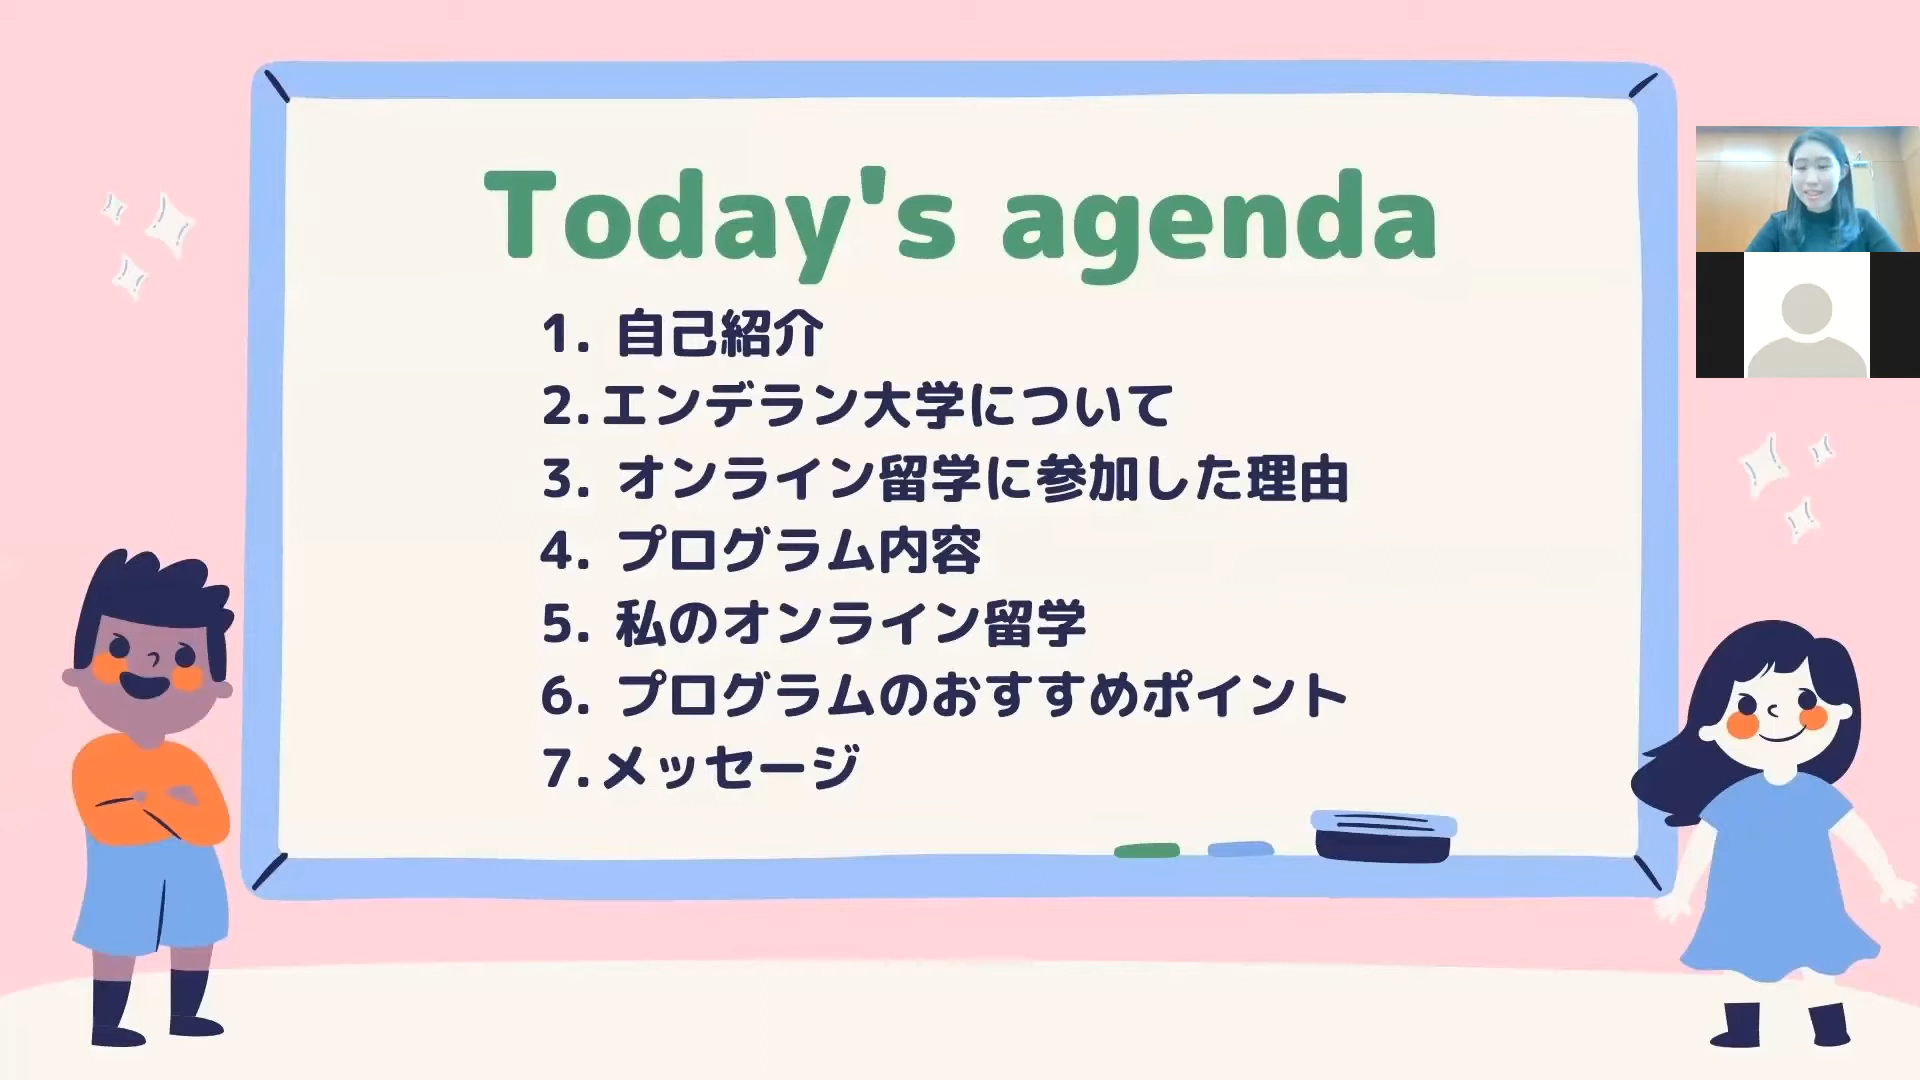 Today's agenda
1. 自己紹介
2. エンデラン大学について
3. オンライン留学に参加した理由
4. プログラム内容
5. 私のオンライン留学
6. プログラムのおすすめポイント
7. メッセージ